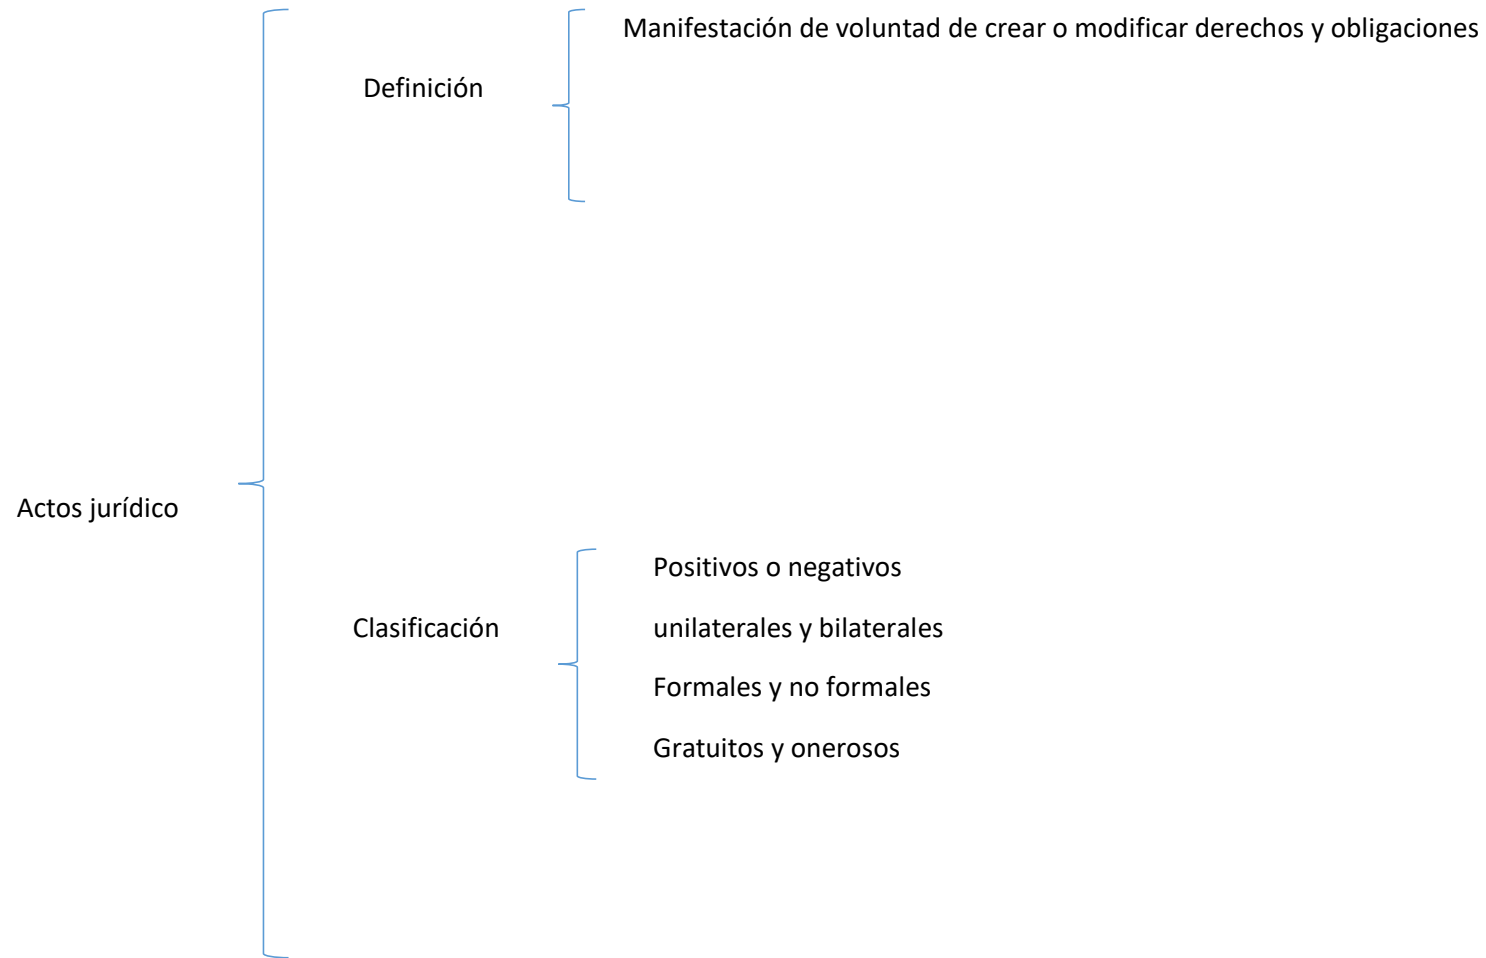 Manifestación de voluntad de crear o modificar derechos y obligaciones
Definición
Actos jurídico
Clasificación
Positivos o negativos
unilaterales y bilaterales
Formales y no formales
Gratuitos y onerosos